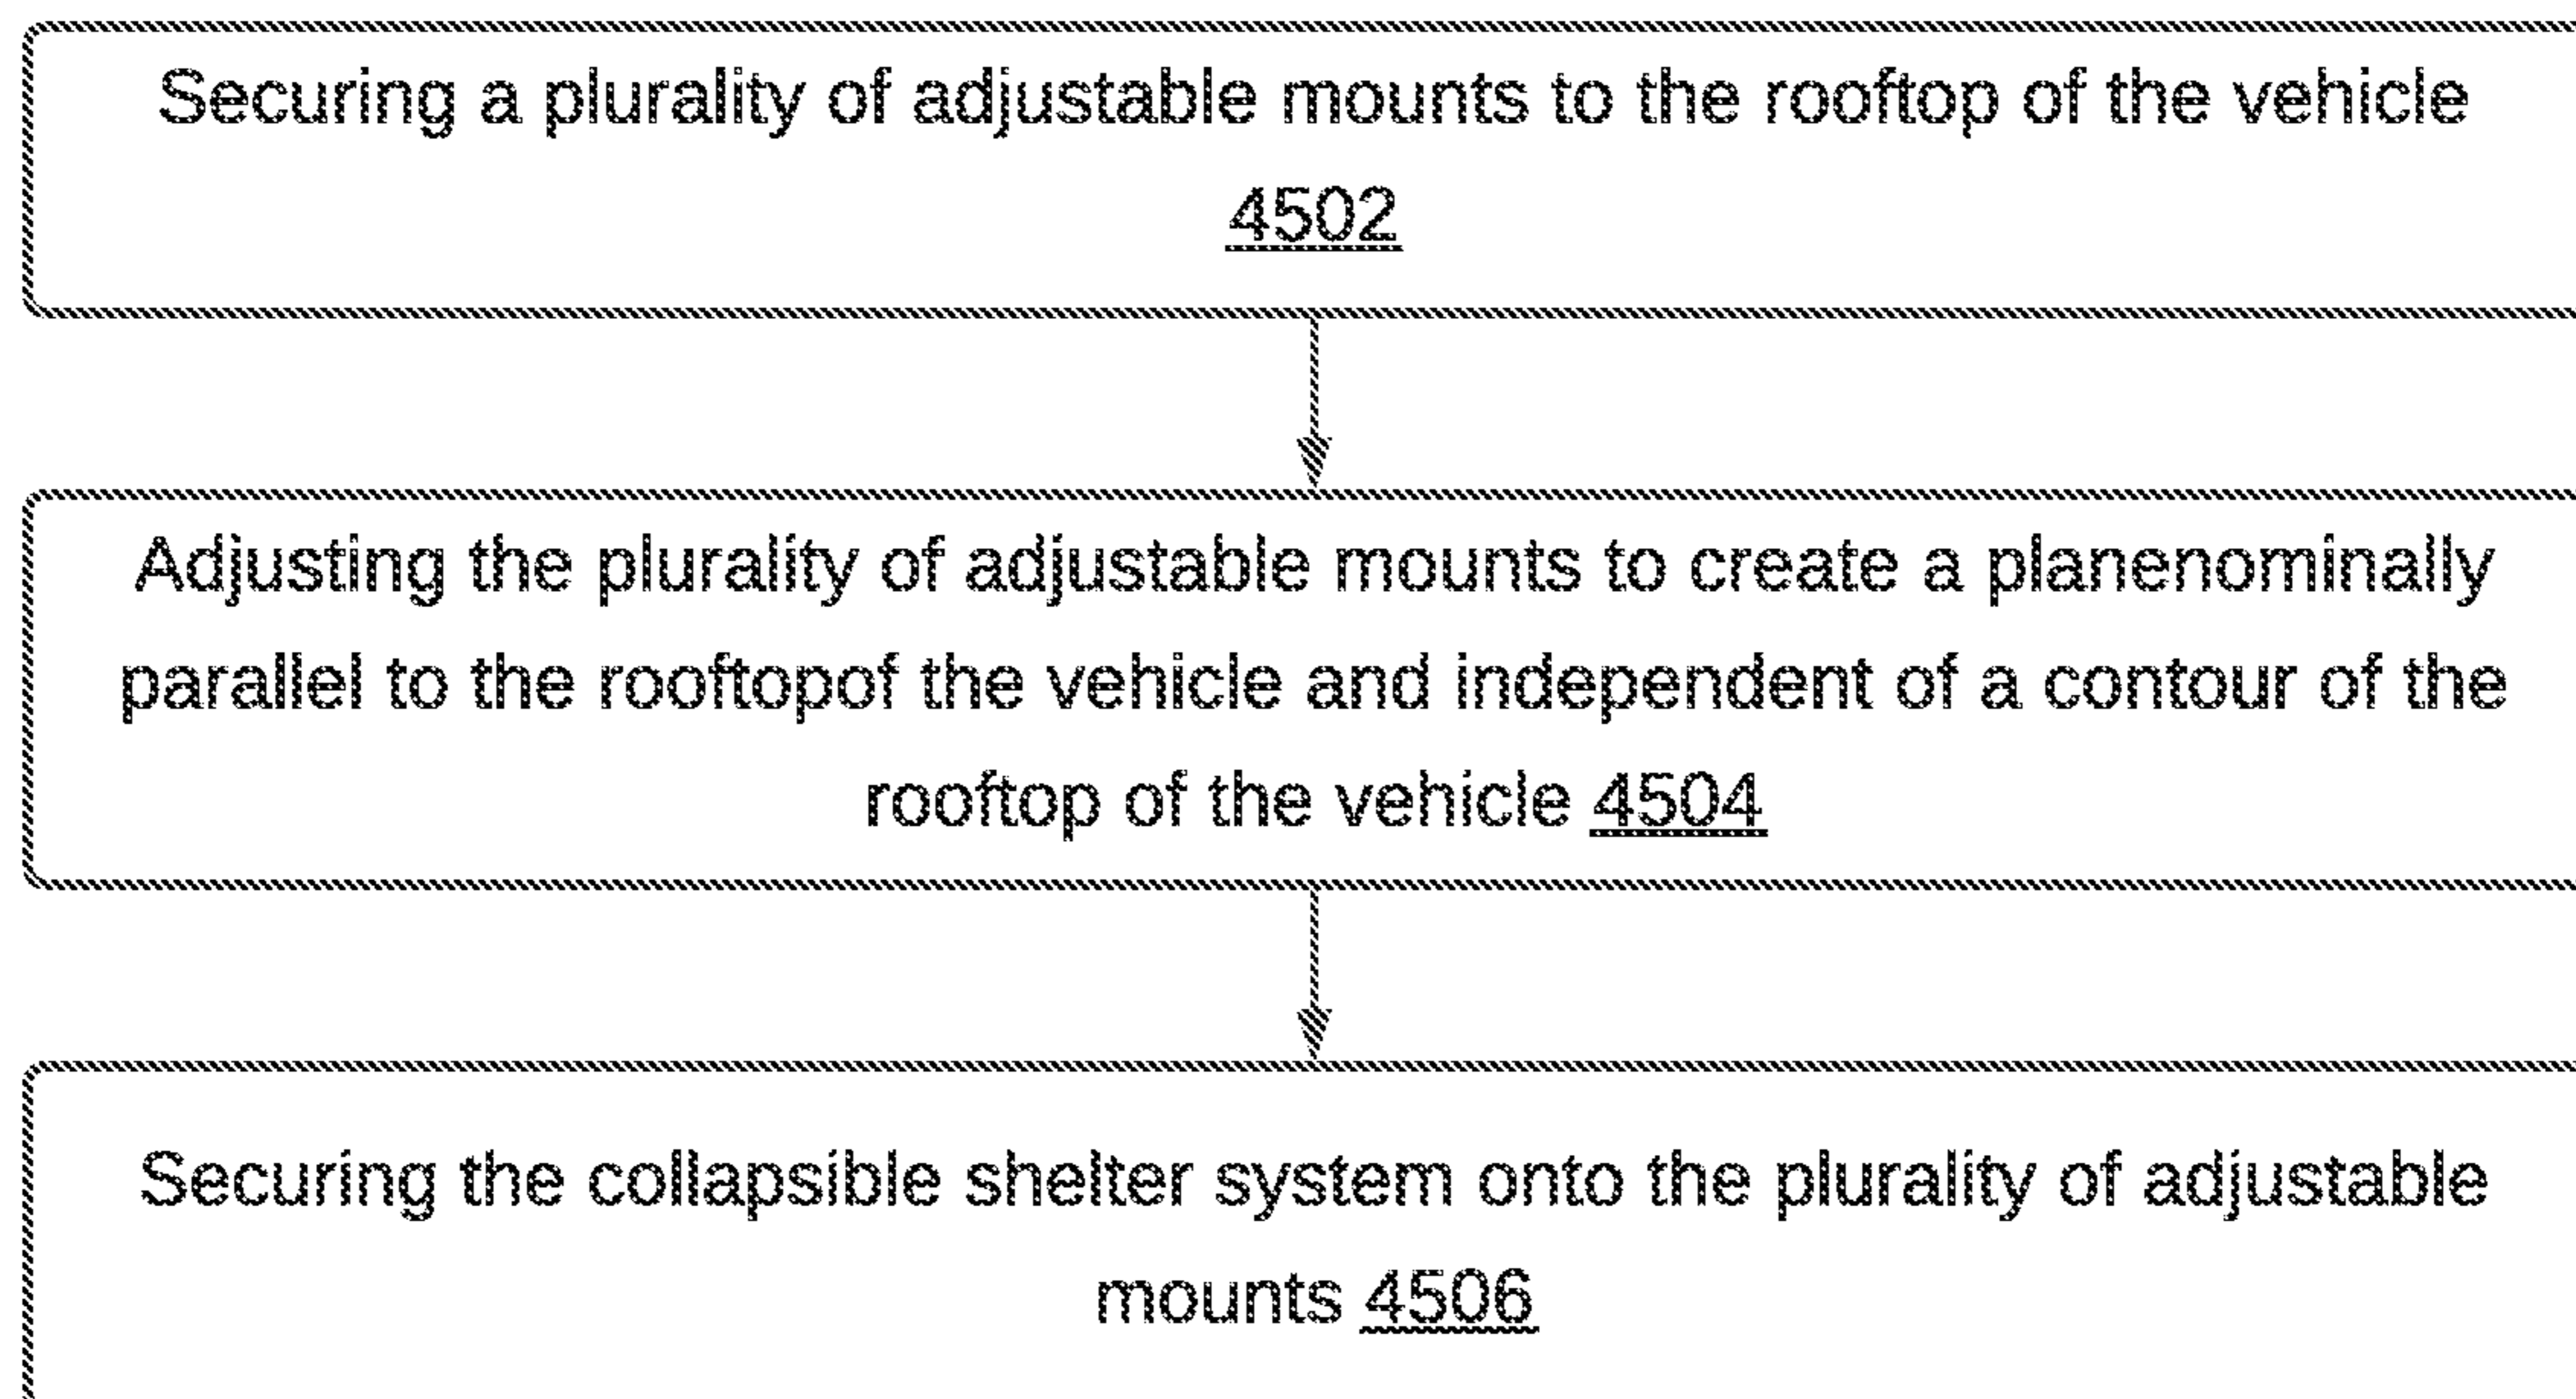 Securing a plurality of adjustable mounts to the rooftop of the vehicle
4502
Adjusting the plurality of adjustable mounts to create a planenominally
parallel to the rooftopof the vehicle and independent of a contour of the
rooftop of the vehicle 4504
Securing the collapsible shelter system onto the plurality of adjustable
mounts 4506